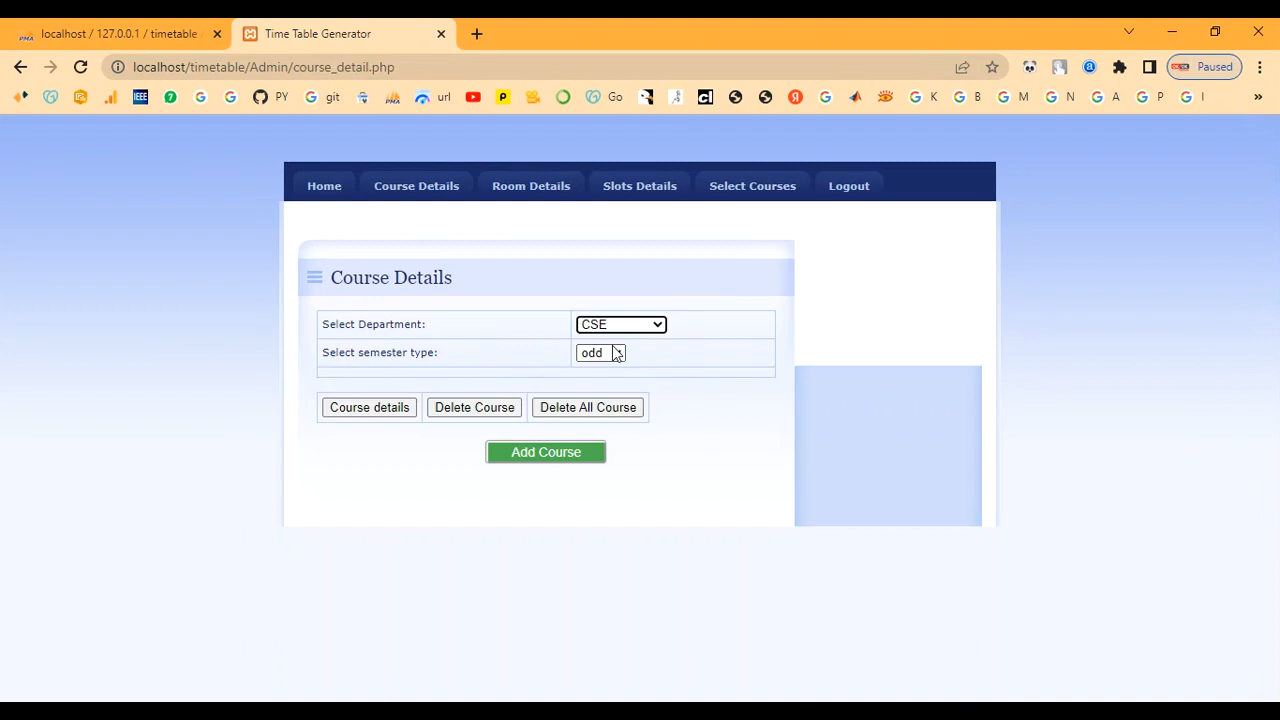 localhost / 127.0.0.1 / timetable
Time Table Generator
localhost/timetable/Admin/course_detail.php
Paused
IEEE
PY
git
url
Go
K
B
M
N
A
P
I
Home
Course Details
Room Details
Slots Details
Select Courses
Logout
Course Details
Select Department:
CSE
Select semester type:
odd
Course details
Delete Course
Delete All Course
Add Course